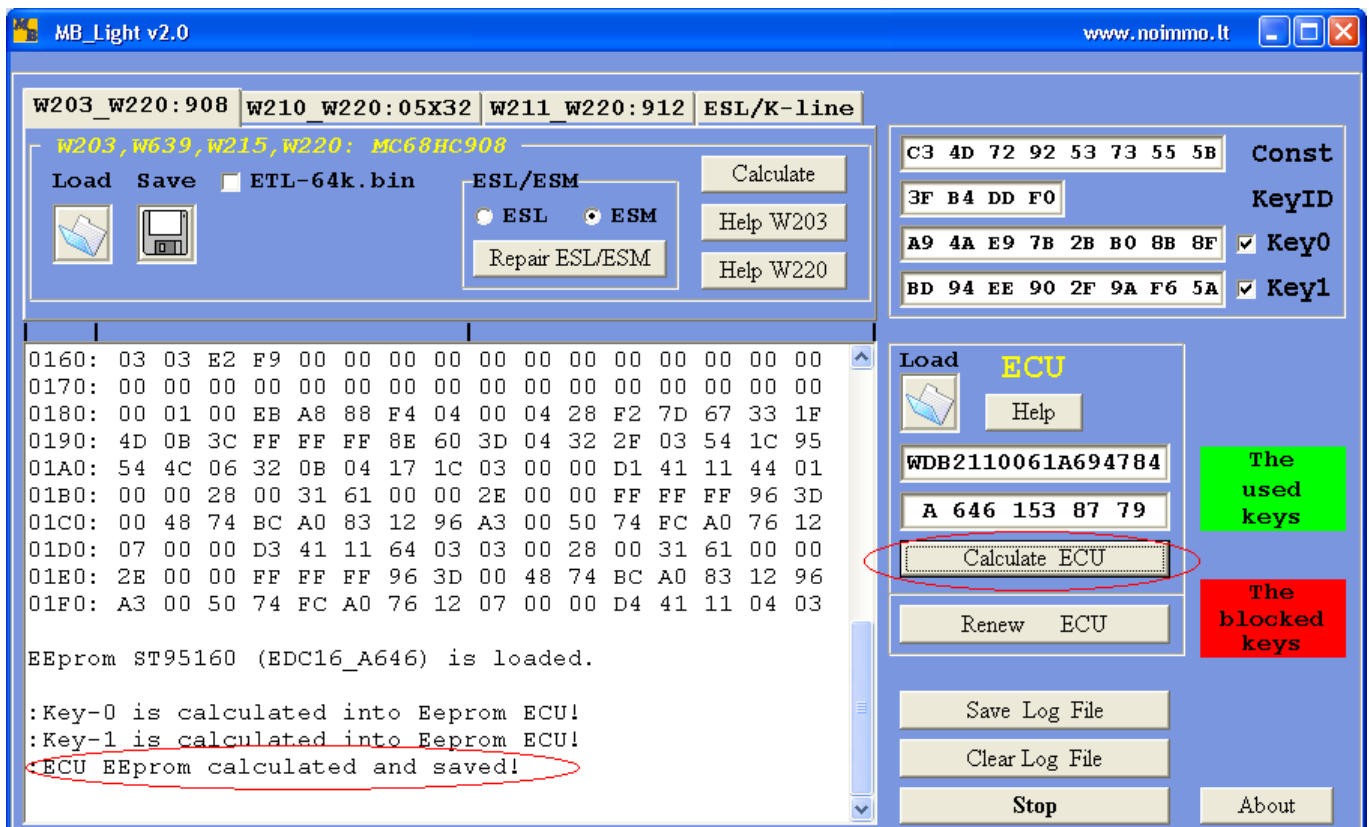 MB_Light v2.0 www.noimmo.lt
W203_W220:908 W210_W220:05X32 W211_W220:912 ESL/K-line
W203,W639,W215,W220: MC68HC908
Load Save ETL-64k.bin
ESL/ESM
ESL ESM
Repair ESL/ESM
Calculate
Help W203
Help W220
C3 4D 72 92 53 73 55 5B Const
3F B4 DD F0 KeyID
A9 4A E9 7B 2B B0 8B 8F Key0
BD 94 EE 90 2F 9A F6 5A Key1
0160: 03 03 E2 F9 00 00 00 00 00 00 00 00 00 00 00 00
0170: 00 00 00 00 00 00 00 00 00 00 00 00 00 00 00 00
0180: 00 01 00 EB A8 88 F4 04 00 04 28 F2 7D 67 33 1F
0190: 4D 0B 3C FF FF FF 8E 60 3D 04 32 2F 03 54 1C 95
01A0: 54 4C 06 32 0B 04 17 1C 03 00 00 D1 41 11 44 01
01B0: 00 00 28 00 31 61 00 00 2E 00 00 FF FF FF 96 3D
01C0: 00 48 74 BC A0 83 12 96 A3 00 50 74 FC A0 76 12
01D0: 07 00 00 D3 41 11 64 03 03 00 28 00 31 61 00 00
01E0: 2E 00 00 FF FF FF 96 3D 00 48 74 BC A0 83 12 96
01F0: A3 00 50 74 FC A0 76 12 07 00 00 D4 41 11 04 03
EEprom ST95160 (EDC16_A646) is loaded.
:Key-0 is calculated into Eeprom ECU!
:Key-1 is calculated into Eeprom ECU!
:ECU EEprom calculated and saved!
Load ECU
Help
WDB2110061A694784
A 646 153 87 79
Calculate ECU
Renew ECU
The
used
keys
The
blocked
keys
Save Log File
Clear Log File
Stop
About